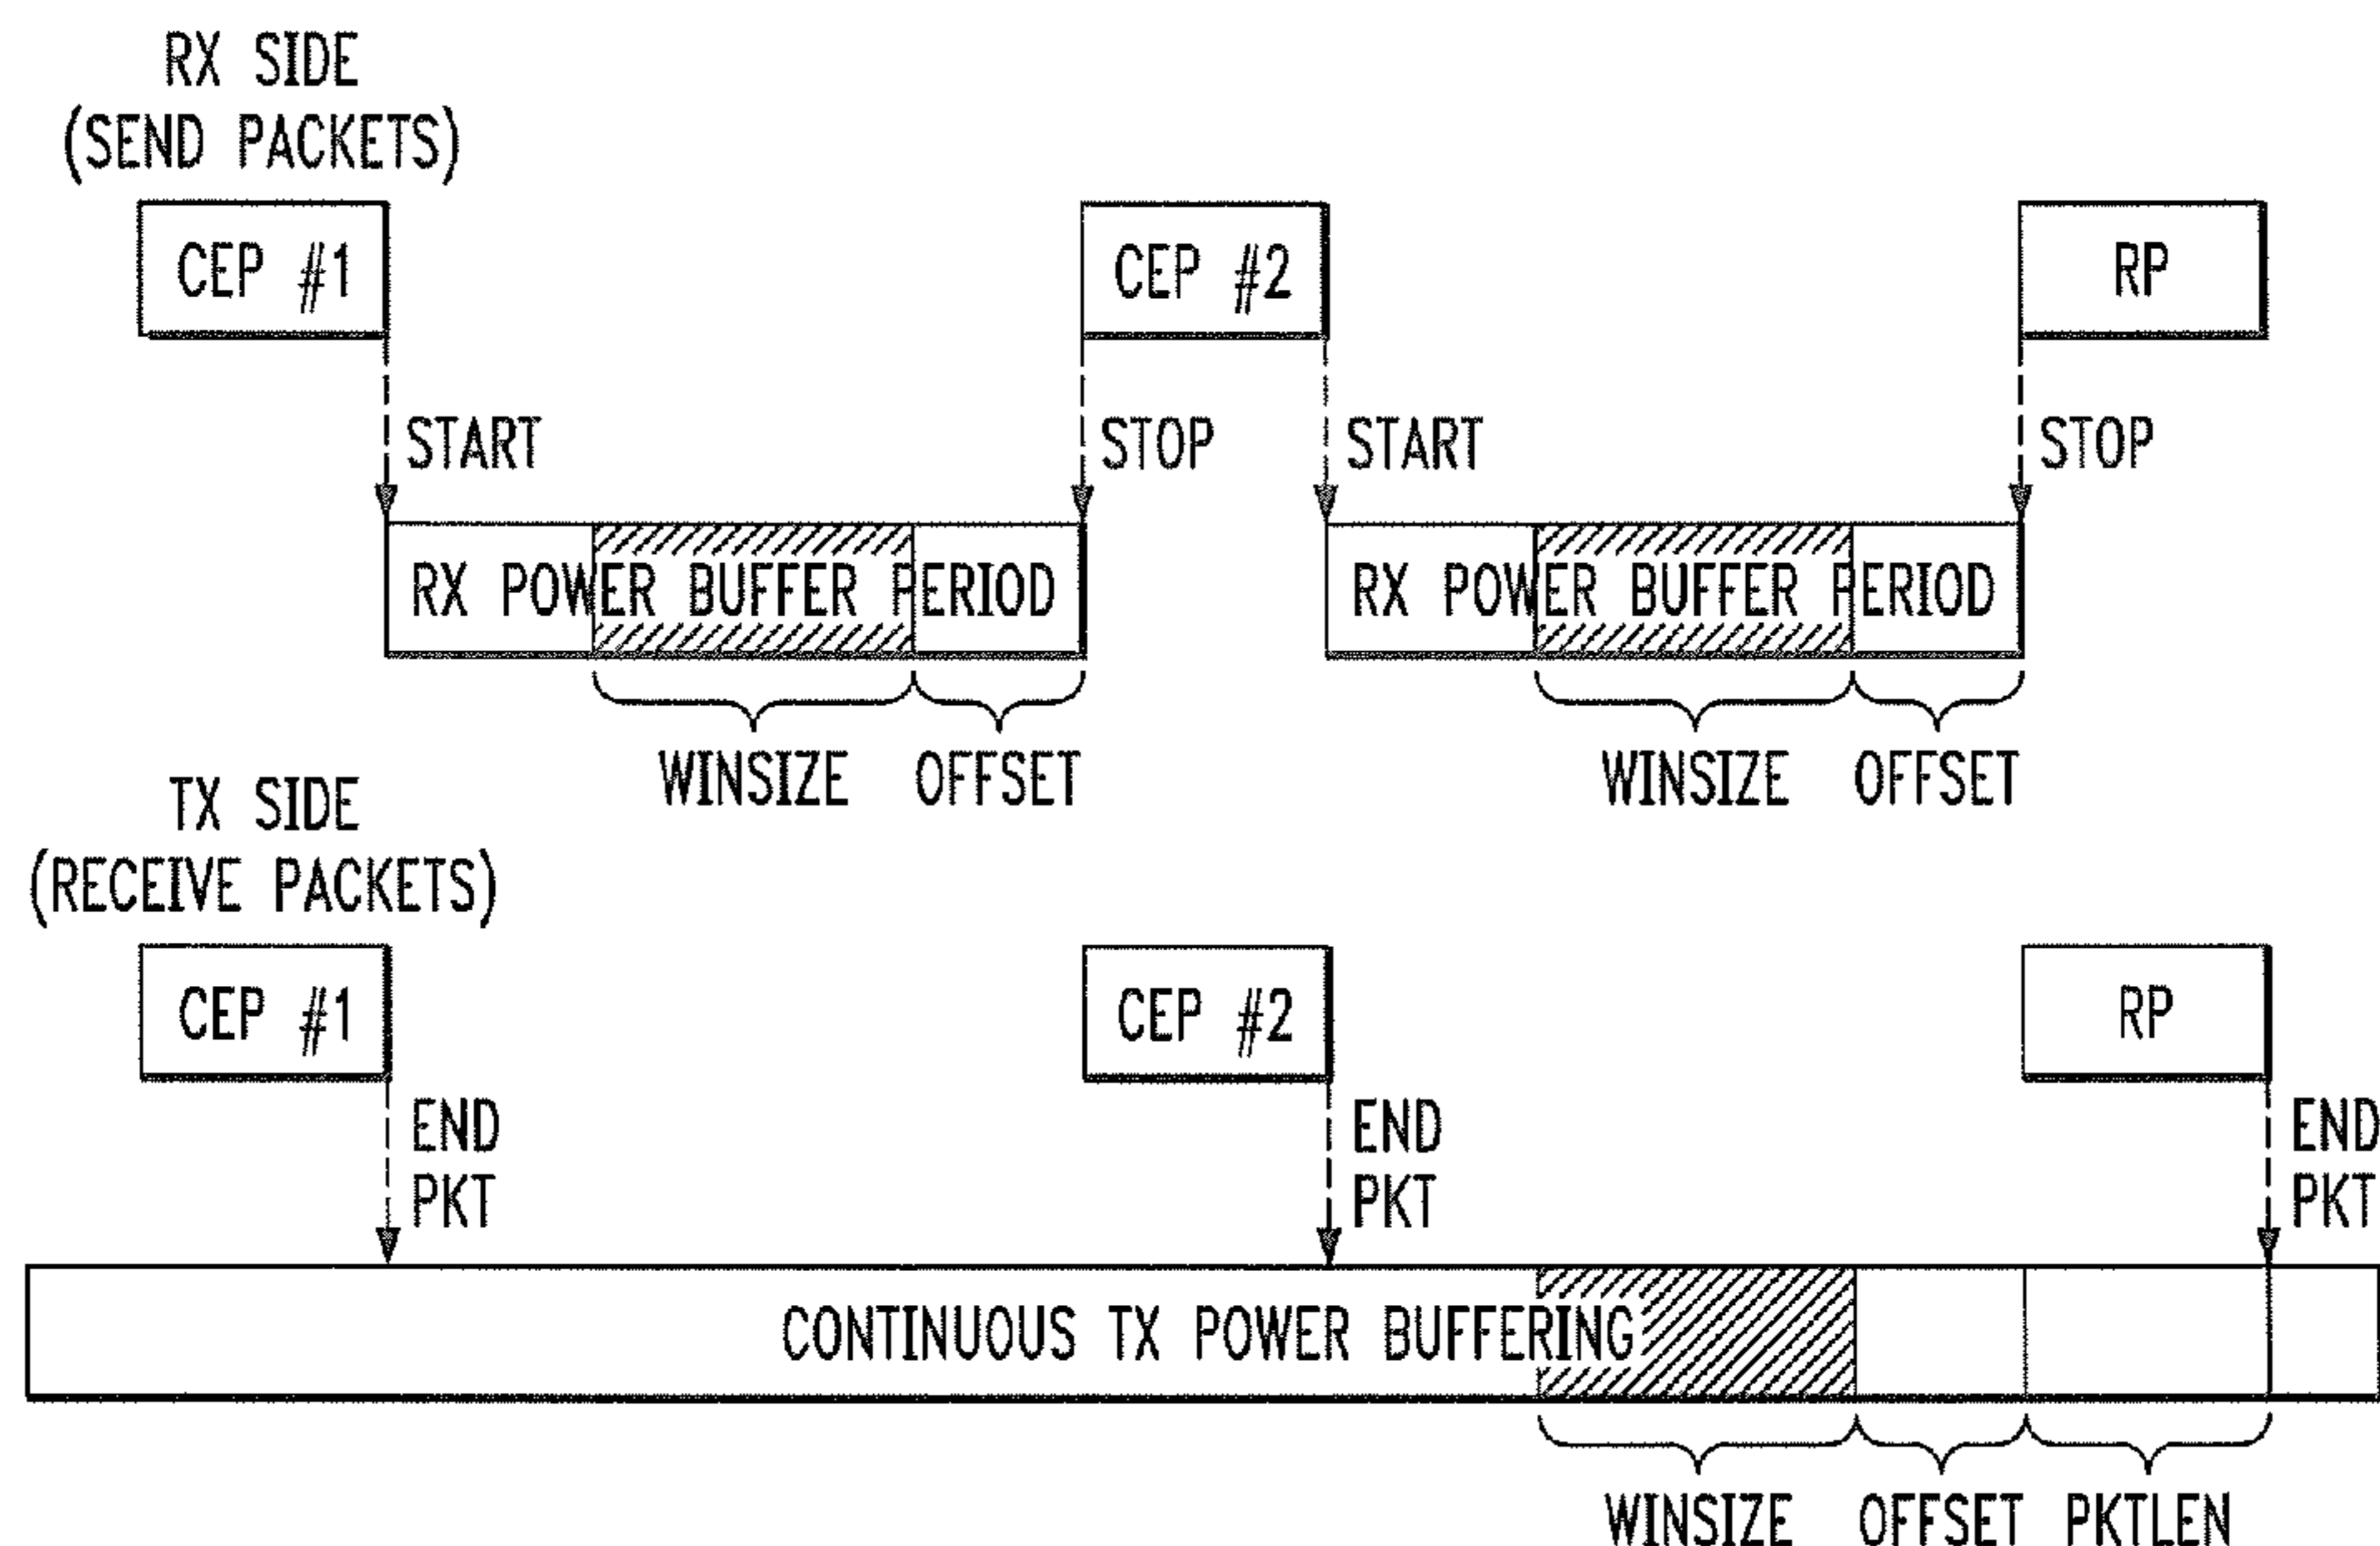 RX SIDE
(SEND PACKETS)
CEP #1
CEP #2
RP
START
STOP
START
STOP
RX POWER BUFFER PERIOD
RX POWER BUFFER PERIOD
WINSIZE
OFFSET
WINSIZE
OFFSET
TX SIDE
(RECEIVE PACKETS)
CEP #1
CEP #2
RP
END
PKT
END
PKT
END
PKT
CONTINUOUS TX POWER BUFFERING
WINSIZE
OFFSET
PKTLEN